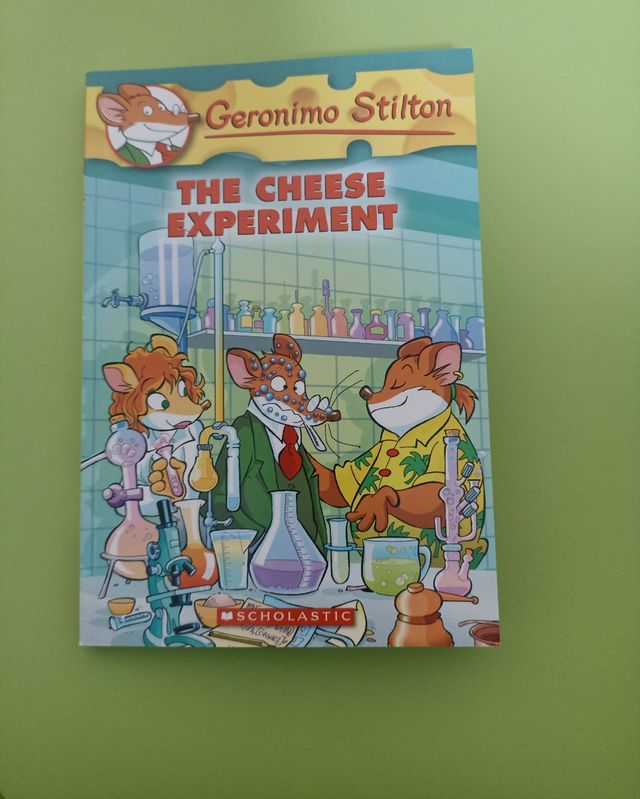 Geronimo Stilton
THE CHEESE
EXPERIMENT
SCHOLASTIC